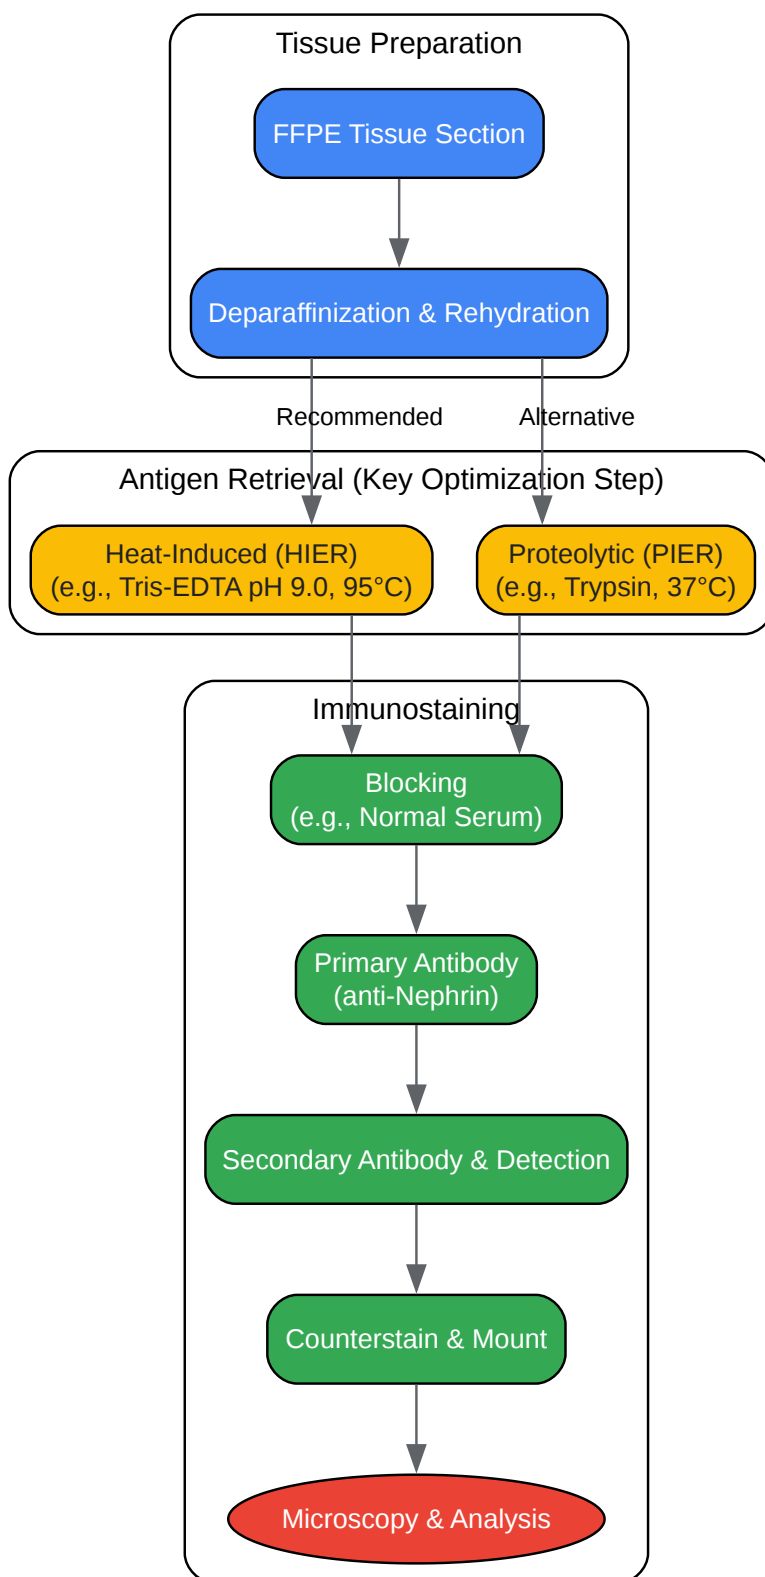 Tissue Preparation
FFPE Tissue Section
Deparaffinization & Rehydration
Recommended
Alternative
Antigen Retrieval (Key Optimization Step)
Heat-Induced (HIER)
(e.g., Tris-EDTA pH 9.0, 95°C)
Proteolytic (PIER)
(e.g., Trypsin, 37°C)
Immunostaining
Blocking
(e.g., Normal Serum)
Primary Antibody
(anti-Nephrin)
Secondary Antibody & Detection
Counterstain & Mount
Microscopy & Analysis